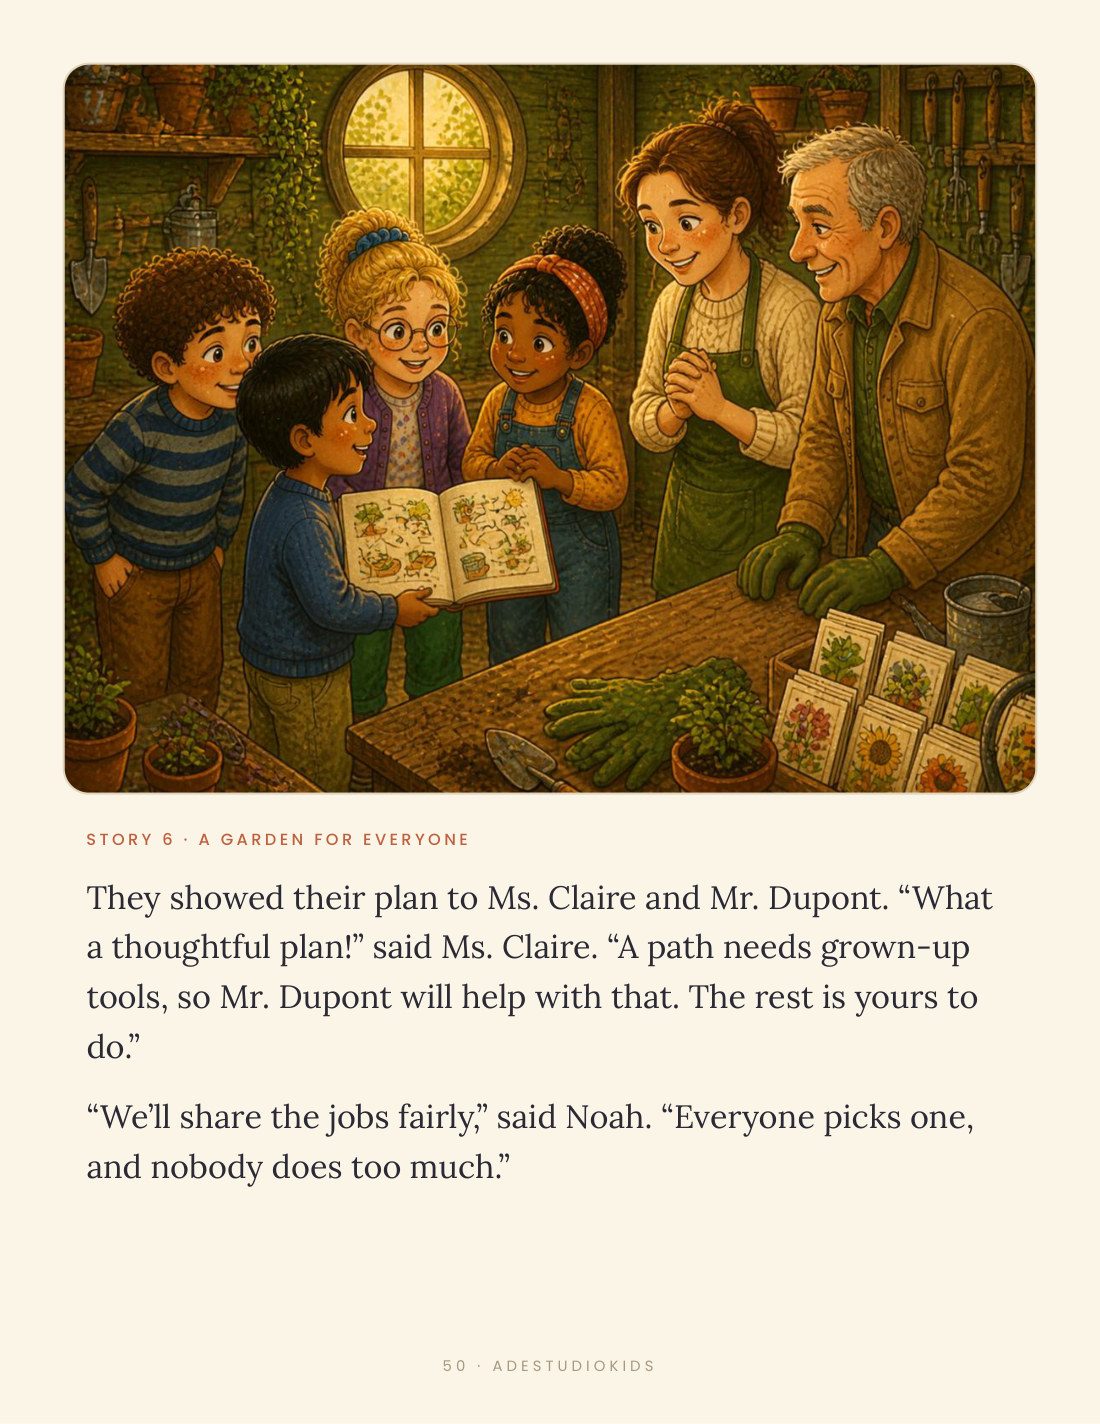 STORY 6 · A GARDEN FOR EVERYONE
They showed their plan to Ms. Claire and Mr. Dupont. “What
a thoughtful plan!” said Ms. Claire. “A path needs grown-up
tools, so Mr. Dupont will help with that. The rest is yours to
do.”
“We’ll share the jobs fairly,” said Noah. “Everyone picks one,
and nobody does too much.”
50 · ADESTUDIOKIDS